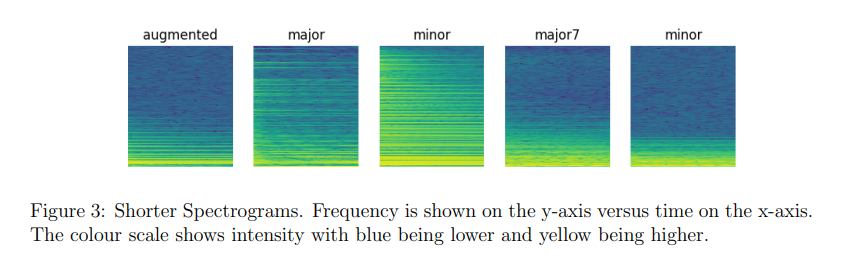 augmented major minor major7 minor
Figure 3: Shorter Spectrograms. Frequency is shown on the y-axis versus time on the x-axis.
The colour scale shows intensity with blue being lower and yellow being higher.